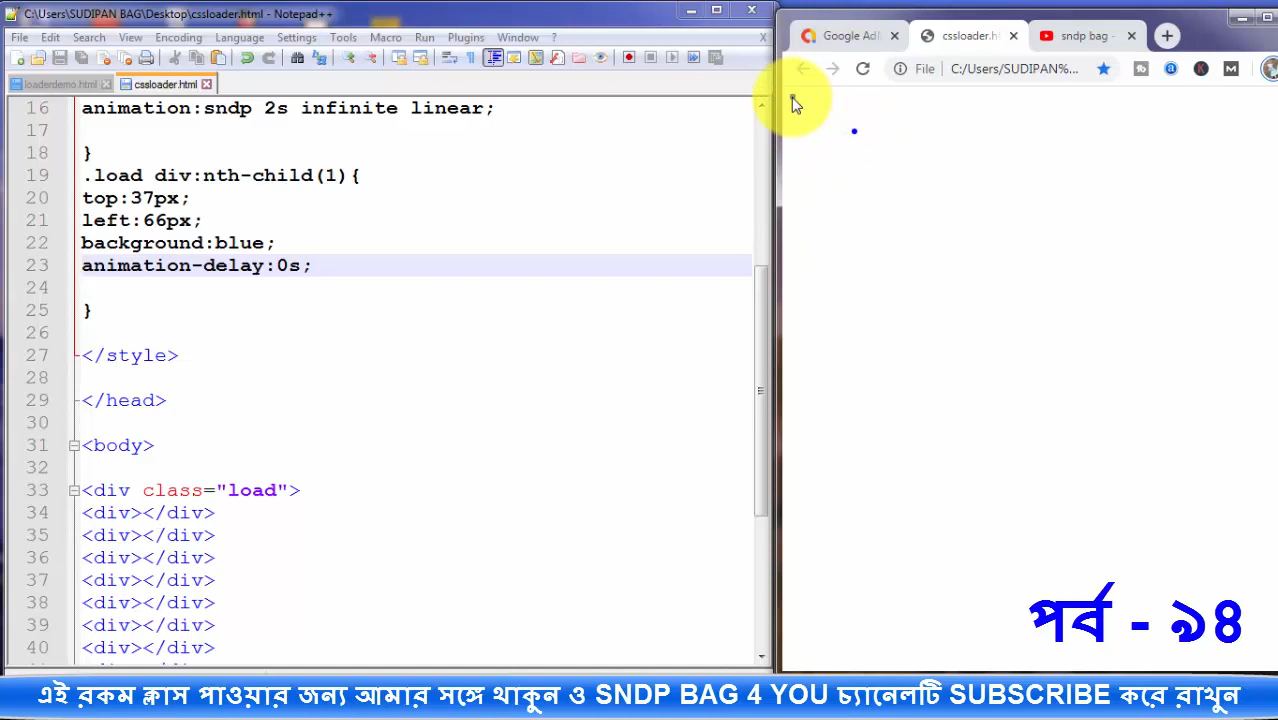 C:\Users\SUDIPAN BAG\Desktop\cssloader.html - Notepad++
File Edit Search View Encoding Language Settings Tools Macro Run Plugins Window ? X
loaderdemo.html cssloader.html
Google Ad cssloader.h sndp bag -
File C:/Users/SUDIPAN%...
16 animation:sndp 2s infinite linear;
17
18 }
19 .load div:nth-child(1){
20 top:37px;
21 left:66px;
22 background:blue;
23 animation-delay:0s;
24
25 }
26
27 </style>
28
29 </head>
30
31 <body>
32
33 <div class="load">
34 <div></div>
35 <div></div>
36 <div></div>
37 <div></div>
38 <div></div>
39 <div></div>
40 <div></div>
পর্ব - ৯৪
এই রকম ক্লাস পাওয়ার জন্য আমার সঙ্গে থাকুন ও SNDP BAG 4 YOU চ্যানেলটি SUBSCRIBE করে রাখুন